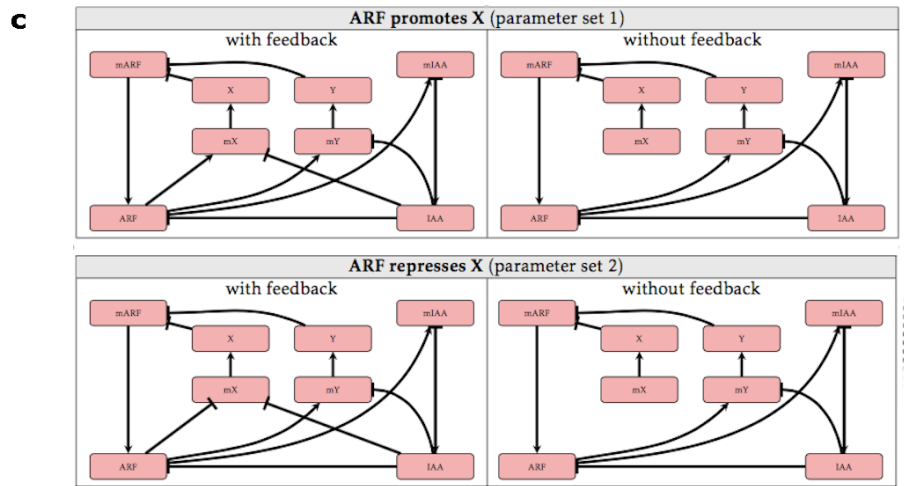 c
ARF promotes X (parameter set 1)
with feedback
without feedback
mARF
mIAA
mARF
mIAA
X
Y
X
Y
mX
mY
mX
mY
ARF
IAA
ARF
IAA
ARF represses X (parameter set 2)
with feedback
without feedback
mARF
mIAA
mARF
mIAA
X
Y
X
Y
mX
mY
mX
mY
ARF
IAA
ARF
IAA